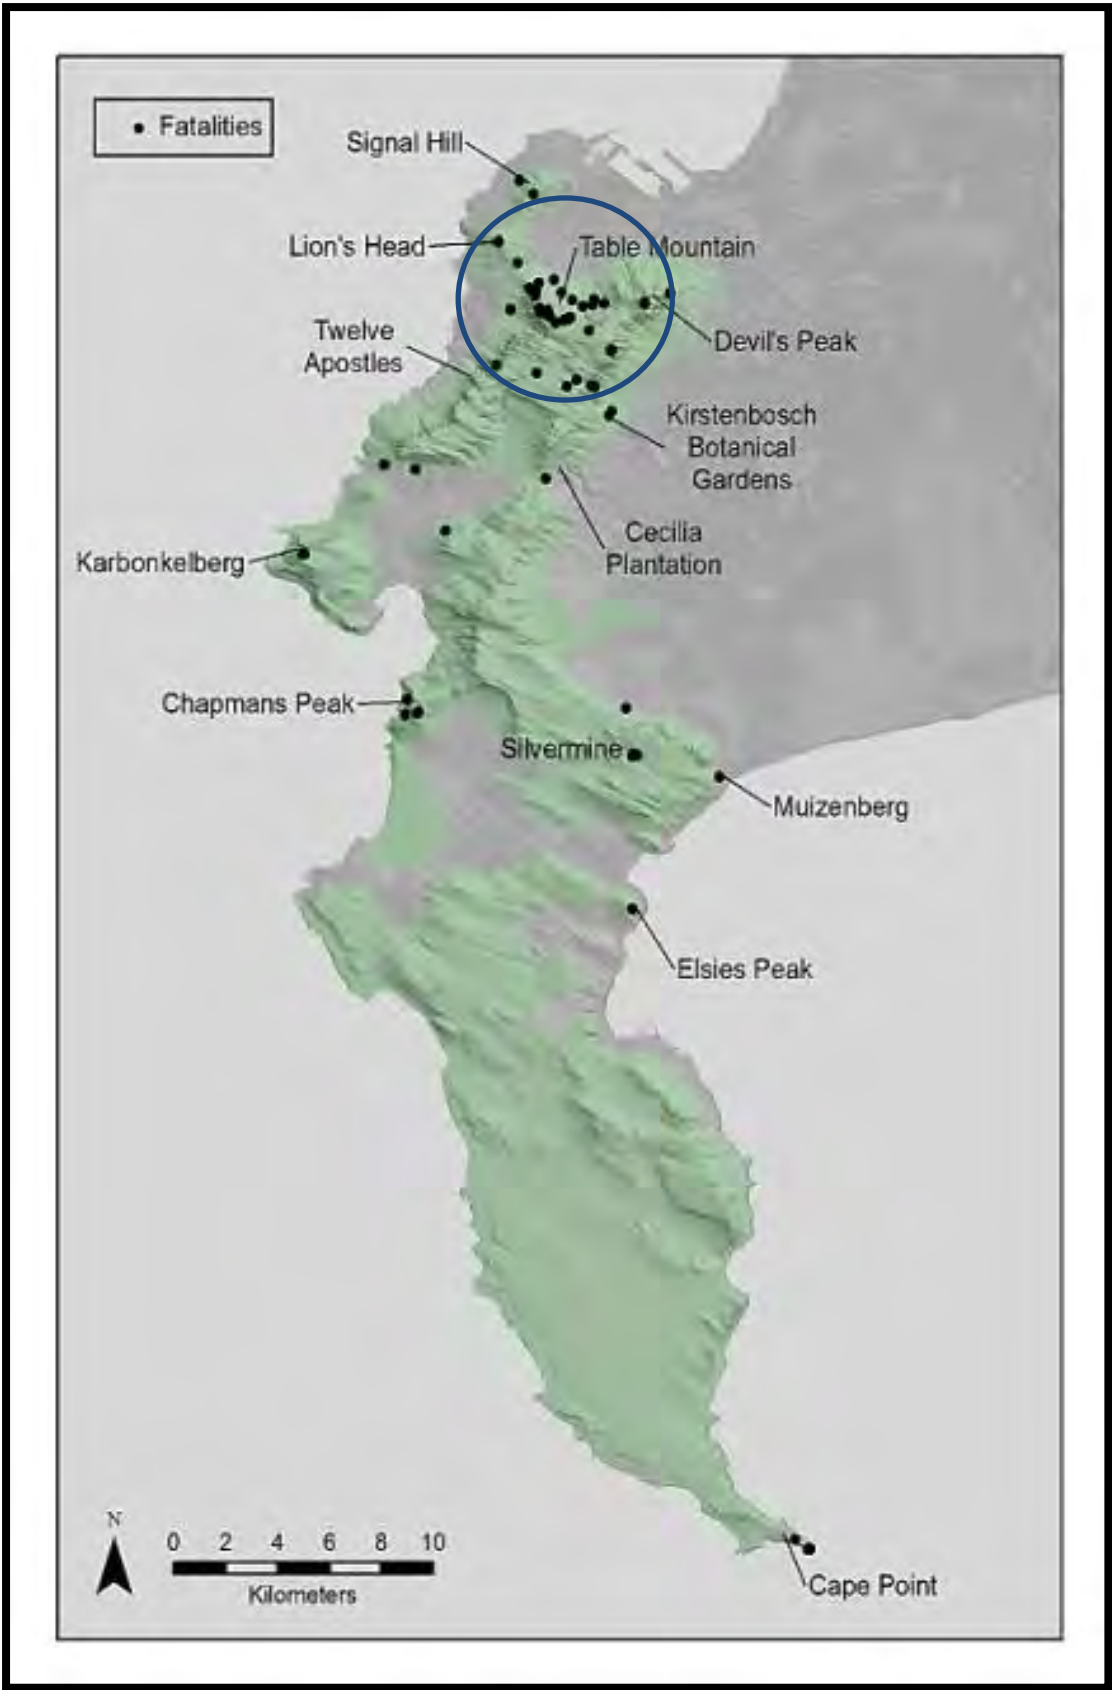 Fatalities
Signal Hill
Lion's Head
Table Mountain
Twelve
Apostles
Devil's Peak
Kirstenbosch
Botanical
Gardens
Cecilia
Plantation
Karbonkelberg
Chapmans Peak
Silvermine
Muizenberg
Elsies Peak
N
0 2 4 6 8 10
Kilometers
Cape Point